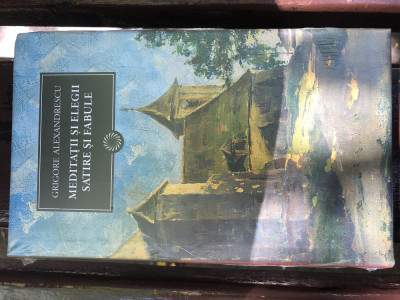 GRIGORE ALEXANDRESCU
MEDITAȚII ȘI ELEGII
SATIRE ȘI FABULE